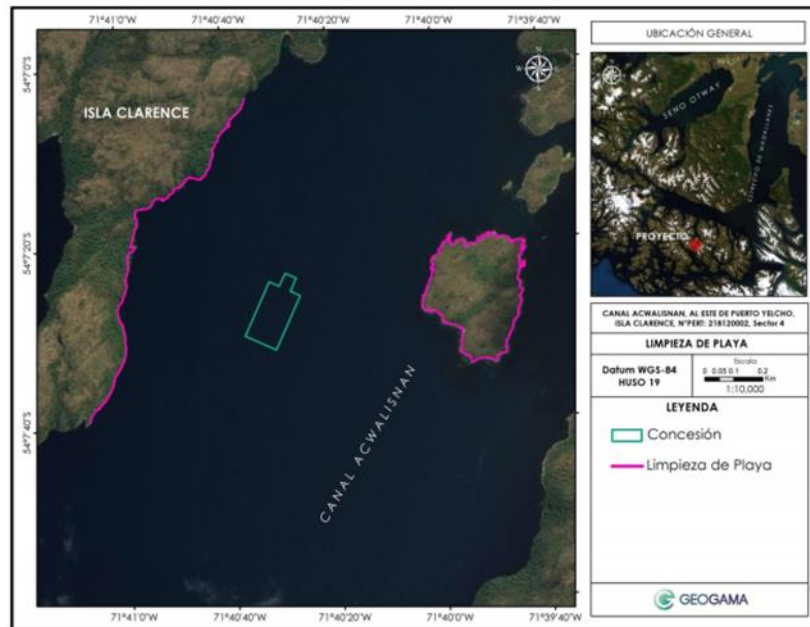 71°41'0"W 71°40'40"W 71°40'20"W 71°40'0"W 71°39'40"W
54°7'0"S
54°7'20"S
54°7'40"S
ISLA CLARENCE
CANAL ACWALISNAN
71°41'0"W 71°40'40"W 71°40'20"W 71°40'0"W 71°39'40"W
UBICACIÓN GENERAL
SENO OTWAY
ESTRECHO DE MAGALLANES
PROYECTO
CANAL ACWALISNAN, AL ESTE DE PUERTO YELCHO,
ISLA CLARENCE, N°PERT: 218120002, Sector 4
LIMPIEZA DE PLAYA
Datum WGS-84
HUSO 19
Escala
0 0.05 0.1 0.2
Km
1:10,000
LEYENDA
Concesión
Limpieza de Playa
GEOGAMA